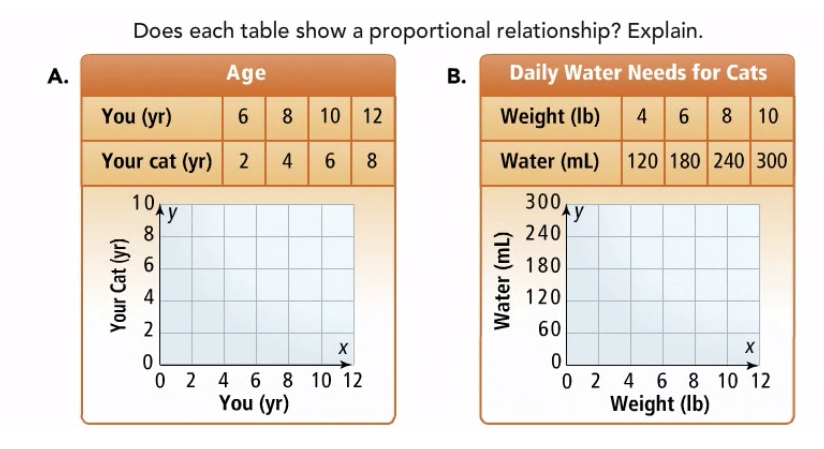 Does each table show a proportional relationship? Explain.
A.
Age
You (yr) 6 8 10 12
Your cat (yr) 2 4 6 8
10 y
8
6
4
2
0
Your Cat (yr)
x
0 2 4 6 8 10 12
You (yr)
B.
Daily Water Needs for Cats
Weight (lb) 4 6 8 10
Water (mL) 120 180 240 300
300 y
240
180
120
60
0
Water (mL)
x
0 2 4 6 8 10 12
Weight (lb)